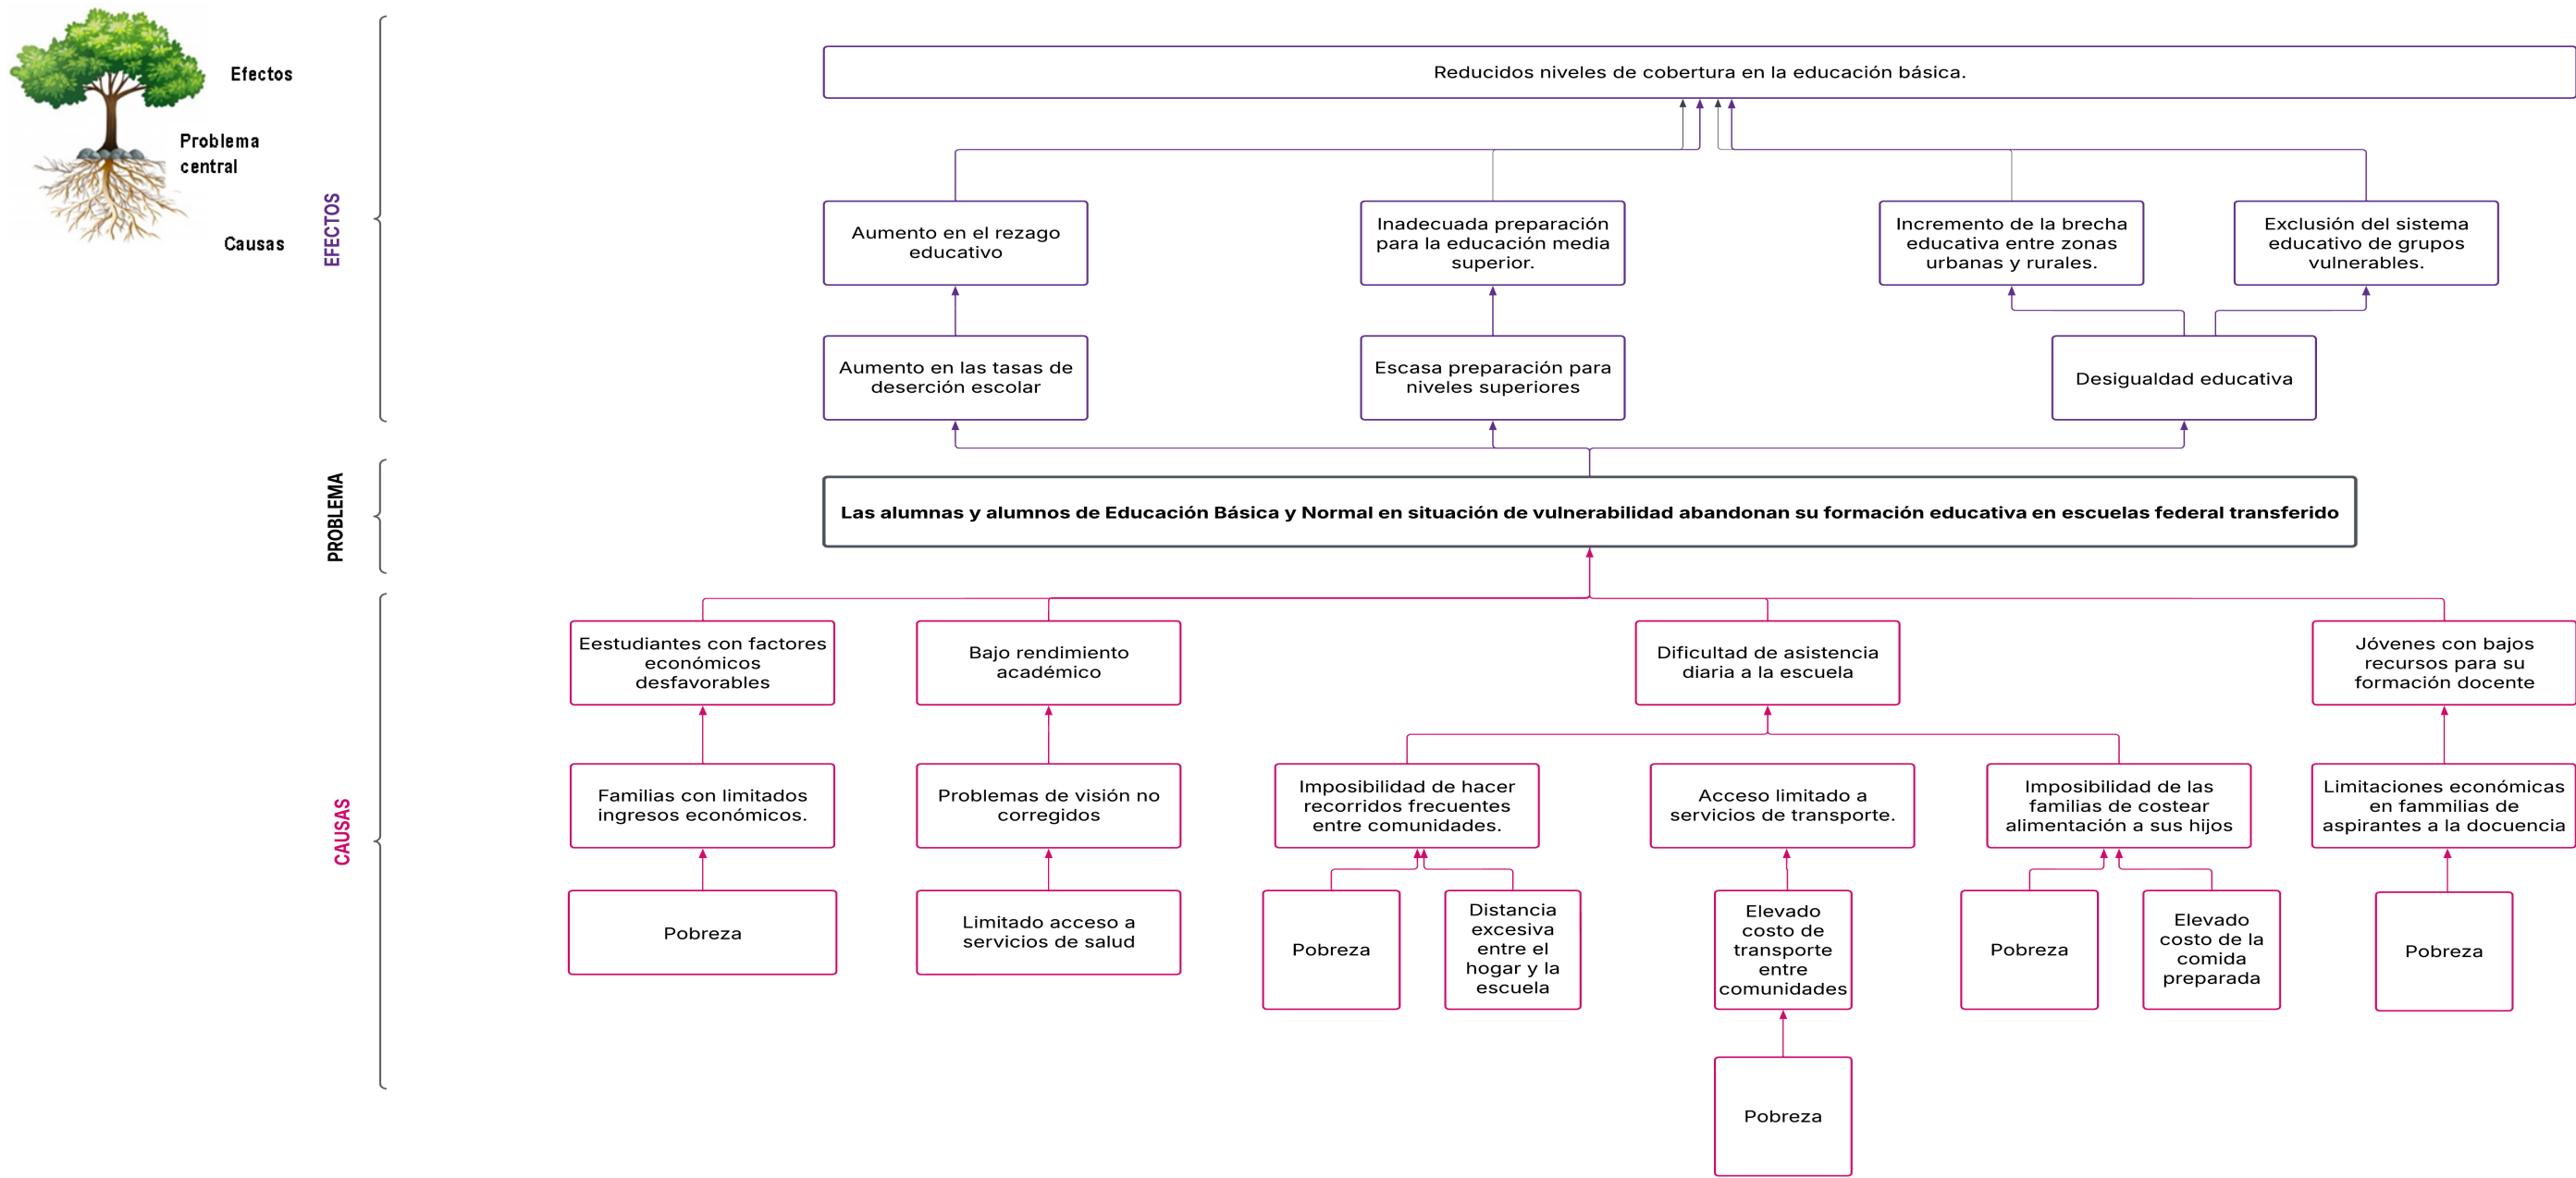 Efectos
Problema
central
Causas
EFECTOS
Reducidos niveles de cobertura en la educación básica.
Aumento en el rezago
educativo
Inadecuada preparación
para la educación media
superior.
Incremento de la brecha
educativa entre zonas
urbanas y rurales.
Exclusión del sistema
educativo de grupos
vulnerables.
Aumento en las tasas de
deserción escolar
Escasa preparación para
niveles superiores
Desigualdad educativa
PROBLEMA
Las alumnas y alumnos de Educación Básica y Normal en situación de vulnerabilidad abandonan su formación educativa en escuelas federal transferido
CAUSAS
Eestudiantes con factores
económicos
desfavorables
Bajo rendimiento
académico
Dificultad de asistencia
diaria a la escuela
Jóvenes con bajos
recursos para su
formación docente
Familias con limitados
ingresos económicos.
Problemas de visión no
corregidos
Imposibilidad de hacer
recorridos frecuentes
entre comunidades.
Acceso limitado a
servicios de transporte.
Imposibilidad de las
familias de costear
alimentación a sus hijos
Limitaciones económicas
en fammilias de
aspirantes a la docuencia
Pobreza
Limitado acceso a
servicios de salud
Pobreza
Distancia
excesiva
entre el
hogar y la
escuela
Elevado
costo de
transporte
entre
comunidades
Pobreza
Elevado
costo de la
comida
preparada
Pobreza
Pobreza